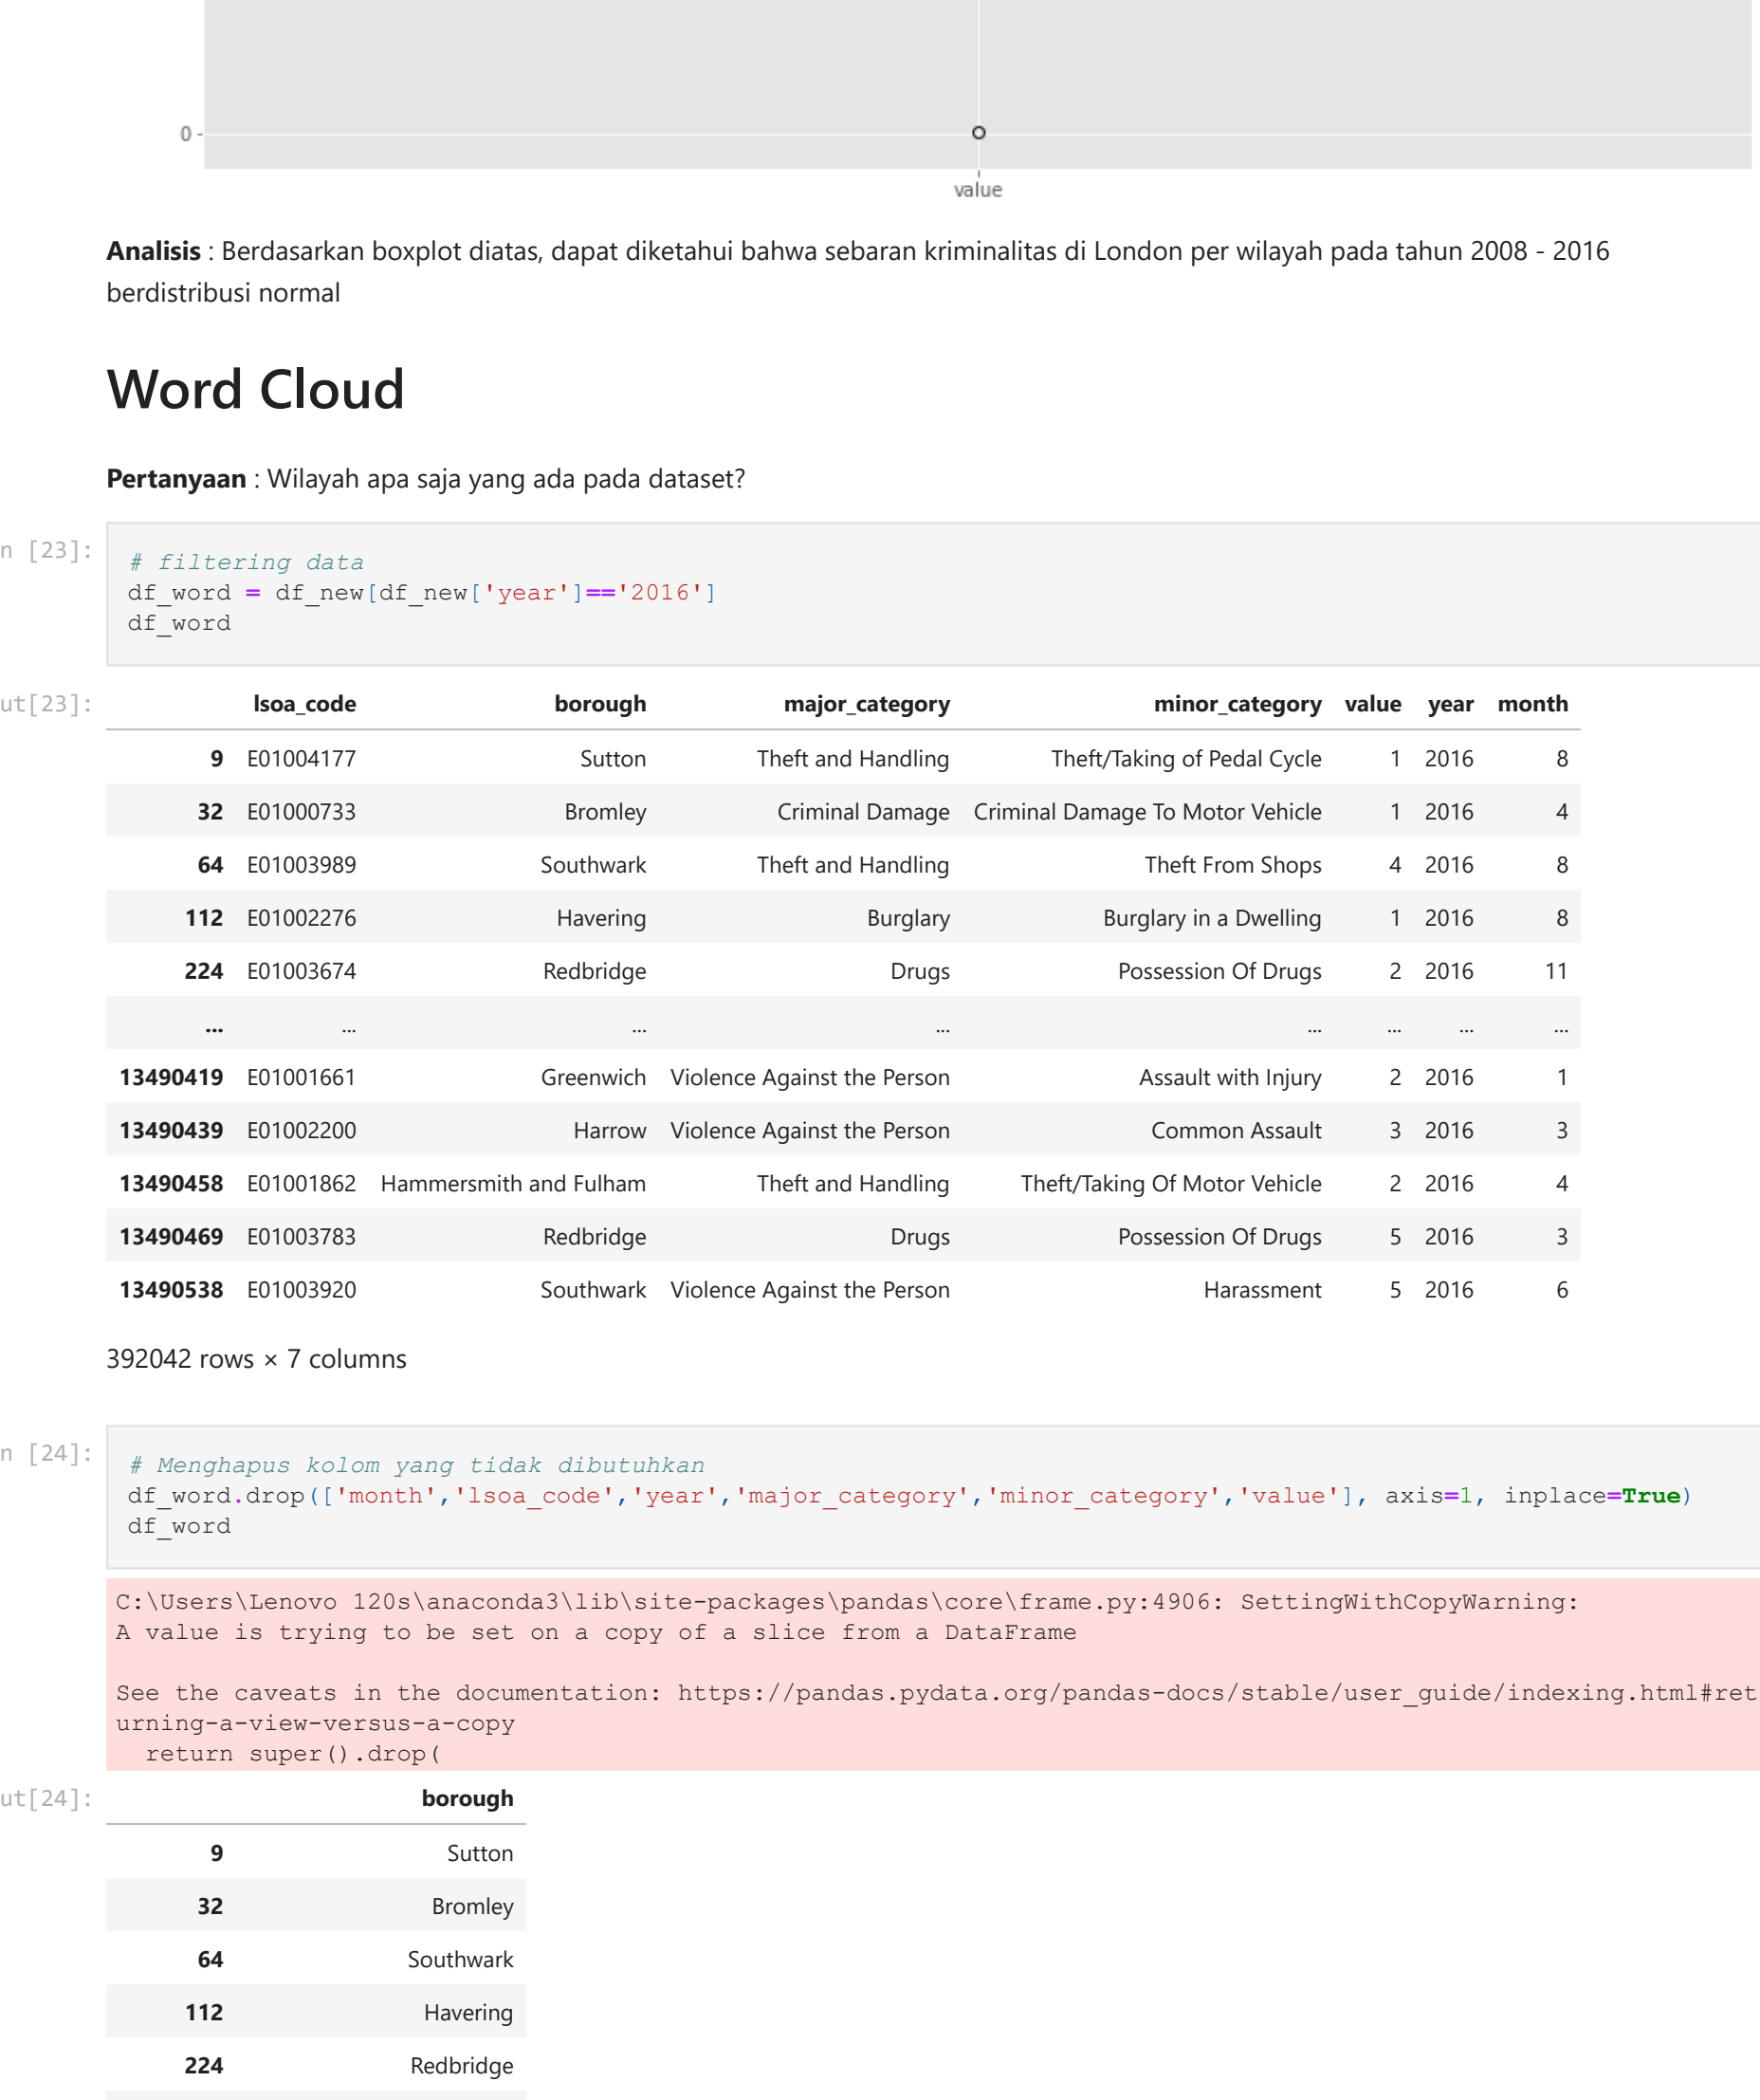 0
value
Analisis : Berdasarkan boxplot diatas, dapat diketahui bahwa sebaran kriminalitas di London per wilayah pada tahun 2008 - 2016
berdistribusi normal
Word Cloud
Pertanyaan : Wilayah apa saja yang ada pada dataset?
n [23]:
# filtering data
df_word = df_new[df_new['year']=='2016']
df_word
ut[23]:
lsoa_code borough major_category minor_category value year month
9 E01004177 Sutton Theft and Handling Theft/Taking of Pedal Cycle 1 2016 8
32 E01000733 Bromley Criminal Damage Criminal Damage To Motor Vehicle 1 2016 4
64 E01003989 Southwark Theft and Handling Theft From Shops 4 2016 8
112 E01002276 Havering Burglary Burglary in a Dwelling 1 2016 8
224 E01003674 Redbridge Drugs Possession Of Drugs 2 2016 11
... ... ... ... ... ... ... ...
13490419 E01001661 Greenwich Violence Against the Person Assault with Injury 2 2016 1
13490439 E01002200 Harrow Violence Against the Person Common Assault 3 2016 3
13490458 E01001862 Hammersmith and Fulham Theft and Handling Theft/Taking Of Motor Vehicle 2 2016 4
13490469 E01003783 Redbridge Drugs Possession Of Drugs 5 2016 3
13490538 E01003920 Southwark Violence Against the Person Harassment 5 2016 6
392042 rows × 7 columns
n [24]:
# Menghapus kolom yang tidak dibutuhkan
df_word.drop(['month','lsoa_code','year','major_category','minor_category','value'], axis=1, inplace=True)
df_word
C:\Users\Lenovo 120s\anaconda3\lib\site-packages\pandas\core\frame.py:4906: SettingWithCopyWarning:
A value is trying to be set on a copy of a slice from a DataFrame
See the caveats in the documentation: https://pandas.pydata.org/pandas-docs/stable/user_guide/indexing.html#ret
urning-a-view-versus-a-copy
return super().drop(
ut[24]:
borough
9 Sutton
32 Bromley
64 Southwark
112 Havering
224 Redbridge